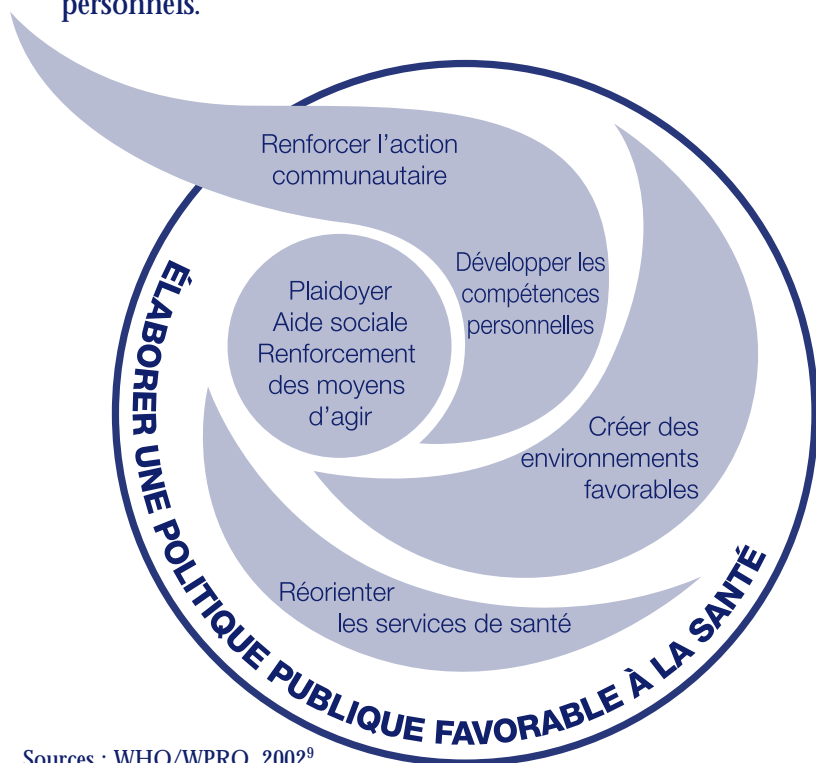 personnels.
Renforcer l’action
communautaire
Développer les
compétences
personnelles
Plaidoyer
Aide sociale
Renforcement
des moyens
d’agir
Créer des
environnements
favorables
Réorienter
les services de santé
ÉLABORER UNE POLITIQUE PUBLIQUE FAVORABLE À LA SANTÉ
Sources : WHO/WPRO, 2002⁹